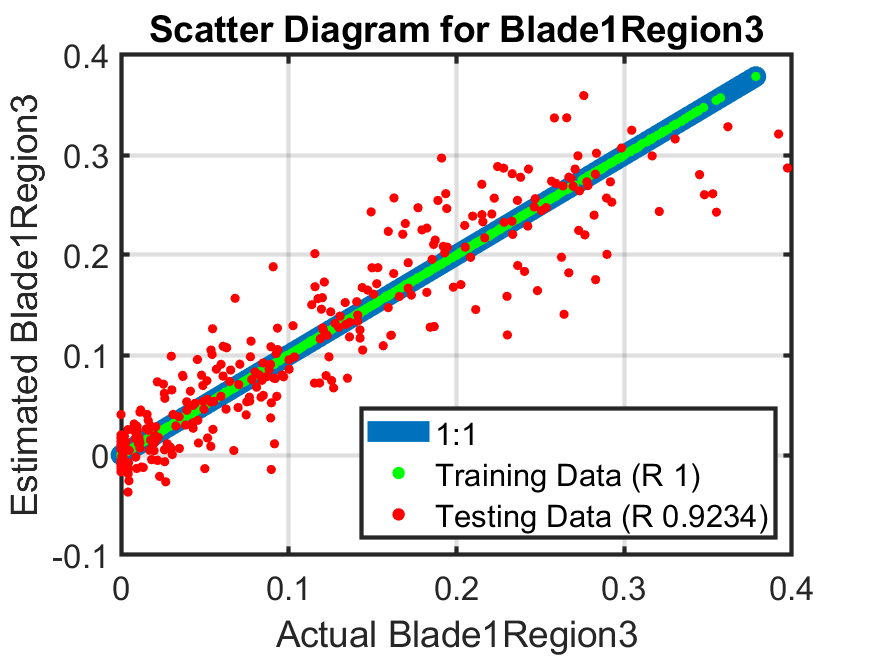 Scatter Diagram for Blade1Region3
Estimated Blade1Region3
0.4
0.3
0.2
0.1
0
-0.1
1:1
Training Data (R 1)
Testing Data (R 0.9234)
0 0.1 0.2 0.3 0.4
Actual Blade1Region3